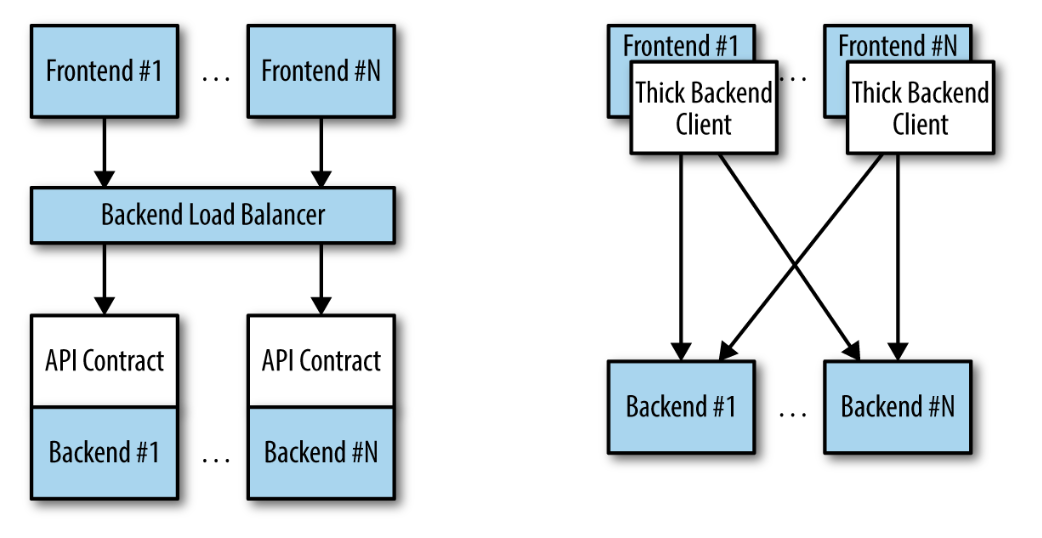 Frontend #1
...
Frontend #N
Backend Load Balancer
API Contract
API Contract
Backend #1
...
Backend #N
Frontend #1
...
Frontend #N
Thick Backend
Client
Thick Backend
Client
Backend #1
...
Backend #N